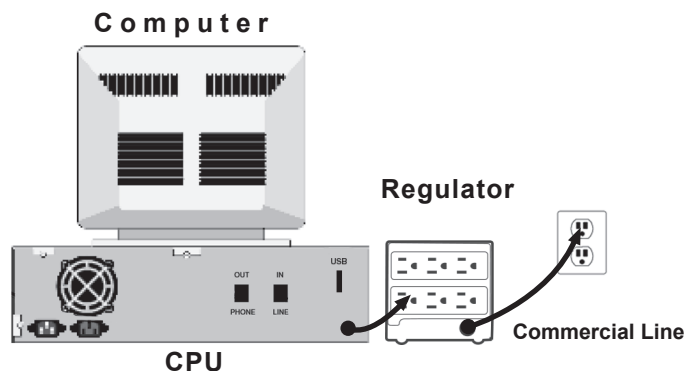 Computer
Regulator
USB
OUT IN
PHONE LINE
Commercial Line
CPU